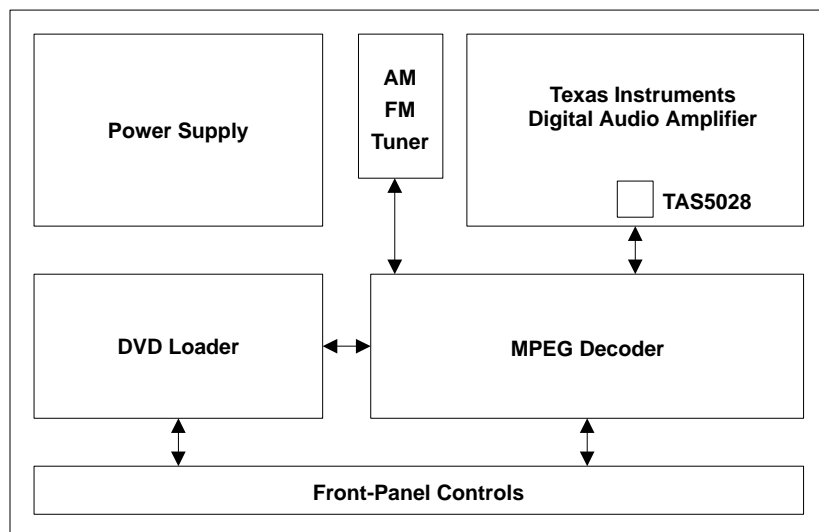 Power Supply
AM
FM
Tuner
Texas Instruments
Digital Audio Amplifier
TAS5028
DVD Loader
MPEG Decoder
Front-Panel Controls